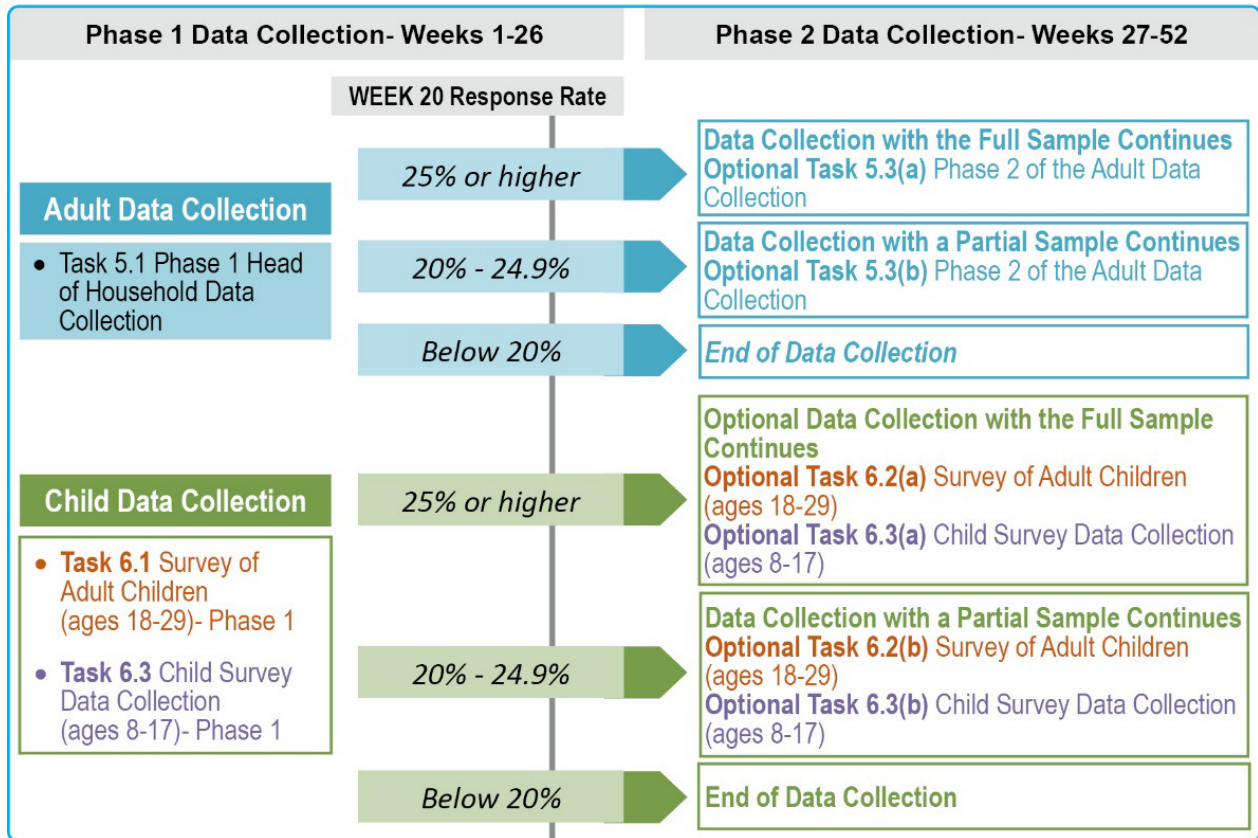 Phase 1 Data Collection- Weeks 1-26
Phase 2 Data Collection- Weeks 27-52
WEEK 20 Response Rate
Adult Data Collection
• Task 5.1 Phase 1 Head
of Household Data
Collection
25% or higher
Data Collection with the Full Sample Continues
Optional Task 5.3(a) Phase 2 of the Adult Data
Collection
20% - 24.9%
Data Collection with a Partial Sample Continues
Optional Task 5.3(b) Phase 2 of the Adult Data
Collection
Below 20%
End of Data Collection
Child Data Collection
• Task 6.1 Survey of
Adult Children
(ages 18-29)- Phase 1
• Task 6.3 Child Survey
Data Collection
(ages 8-17)- Phase 1
25% or higher
Optional Data Collection with the Full Sample
Continues
Optional Task 6.2(a) Survey of Adult Children
(ages 18-29)
Optional Task 6.3(a) Child Survey Data Collection
(ages 8-17)
20% - 24.9%
Data Collection with a Partial Sample Continues
Optional Task 6.2(b) Survey of Adult Children
(ages 18-29)
Optional Task 6.3(b) Child Survey Data Collection
(ages 8-17)
Below 20%
End of Data Collection